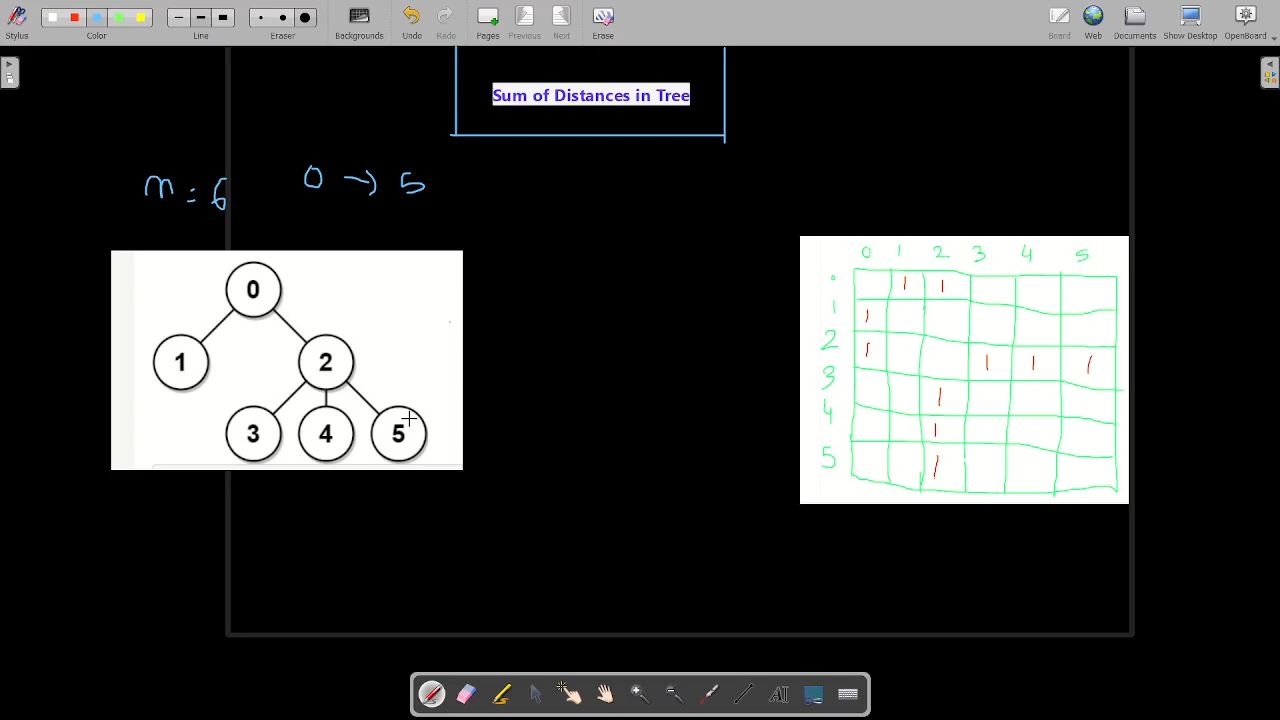 Stylus Color Line Eraser Backgrounds Undo Redo Pages Previous Next Erase Board Web Documents Show Desktop OpenBoard
Sum of Distances in Tree
n = 6 0 → 5
0
1 2
3 4 5
0 1 2 3 4 5
0 1 1
1 1
2 1 1 1 1
3 1
4 1
5 1
AI